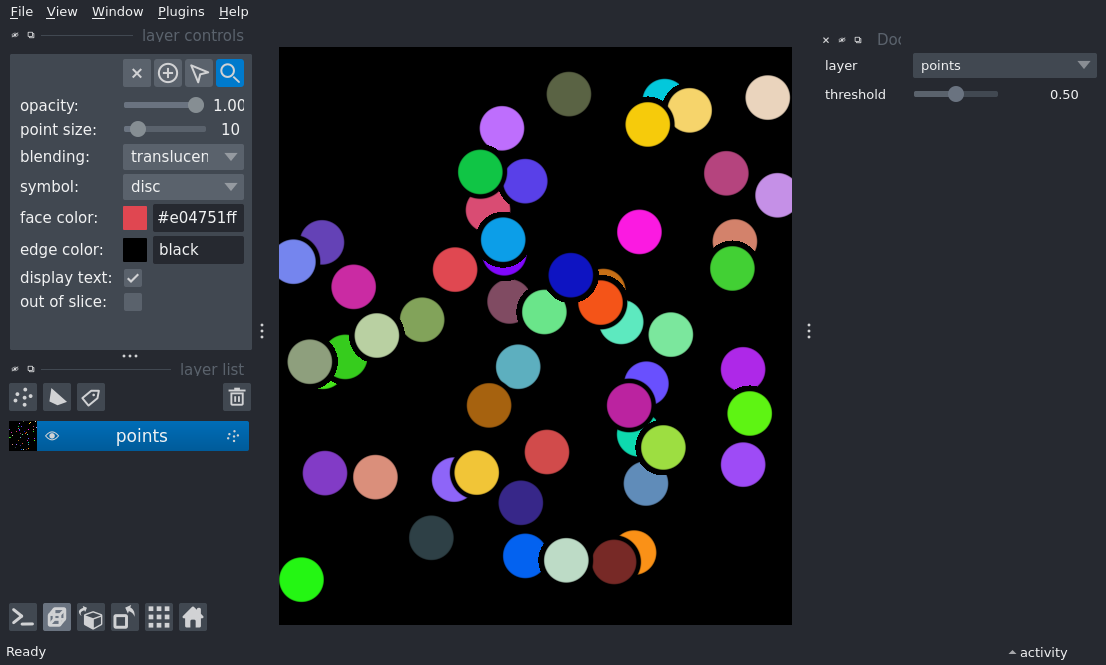 File View Window Plugins Help
layer controls
opacity: 1.00
point size: 10
blending: translucen
symbol: disc
face color: #e04751ff
edge color: black
display text:
out of slice:
layer list
points
Doc
layer points
threshold 0.50
Ready
activity